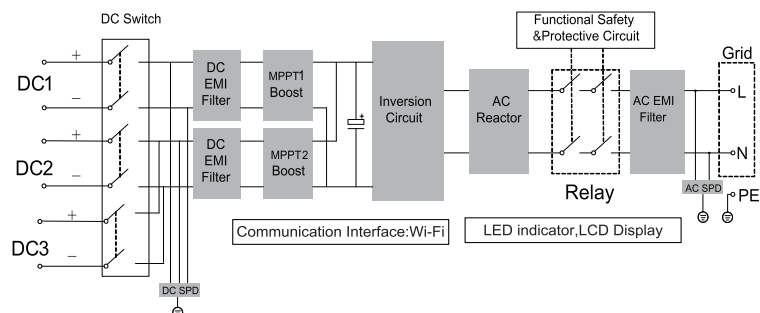 DC Switch
Functional Safety
&Protective Circuit
Grid
DC1
+
−
DC
EMI
Filter
MPPT1
Boost
+
Inversion
Circuit
AC
Reactor
AC EMI
Filter
L
N
DC2
+
−
DC
EMI
Filter
MPPT2
Boost
Relay
AC SPD
PE
DC3
+
−
Communication Interface:Wi-Fi
LED indicator,LCD Display
DC SPD